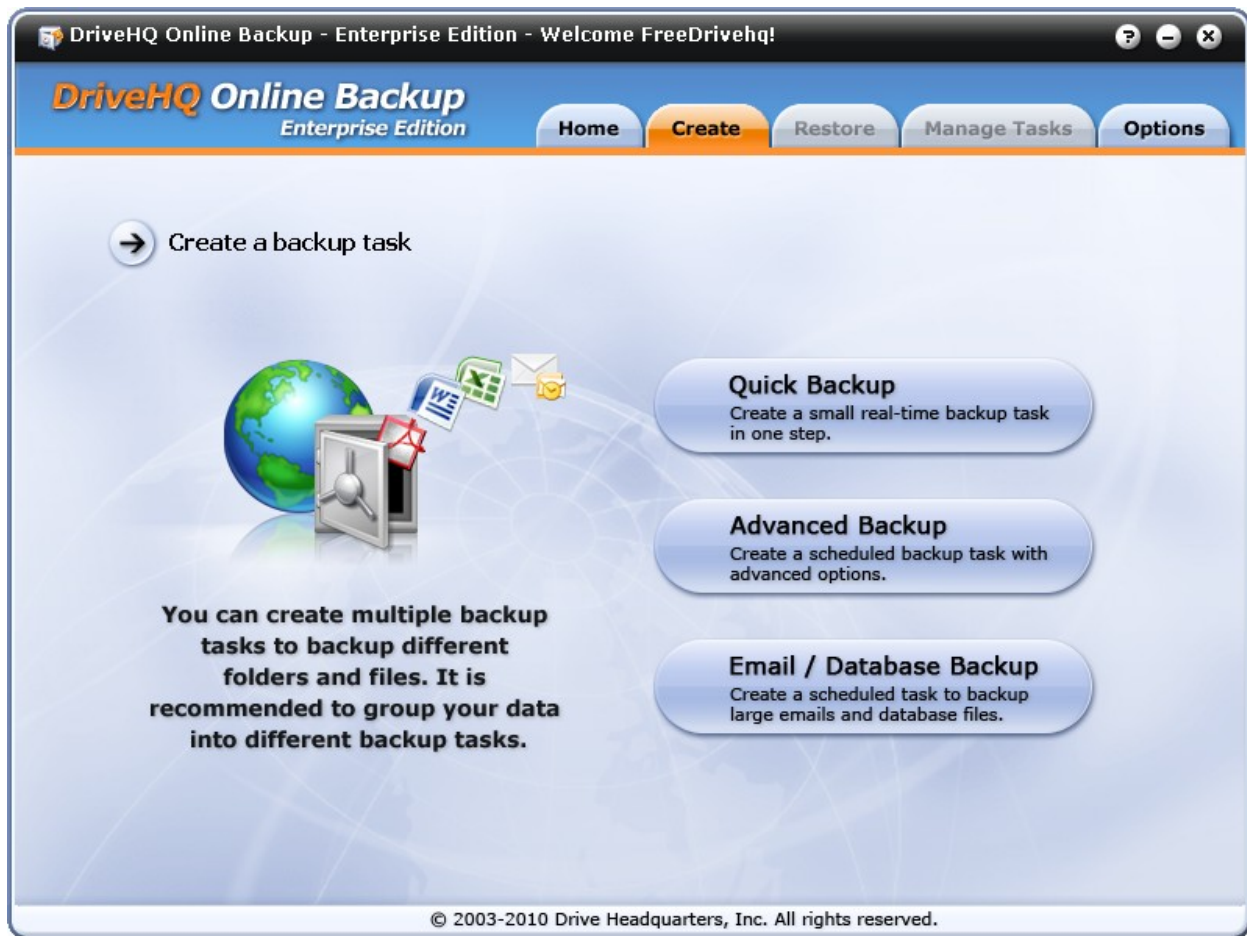 DriveHQ Online Backup - Enterprise Edition - Welcome FreeDrivehq!
DriveHQ Online Backup
Enterprise Edition
Home
Create
Restore
Manage Tasks
Options
Create a backup task
Quick Backup
Create a small real-time backup task
in one step.
Advanced Backup
Create a scheduled backup task with
advanced options.
You can create multiple backup
tasks to backup different
folders and files. It is
recommended to group your data
into different backup tasks.
Email / Database Backup
Create a scheduled task to backup
large emails and database files.
© 2003-2010 Drive Headquarters, Inc. All rights reserved.